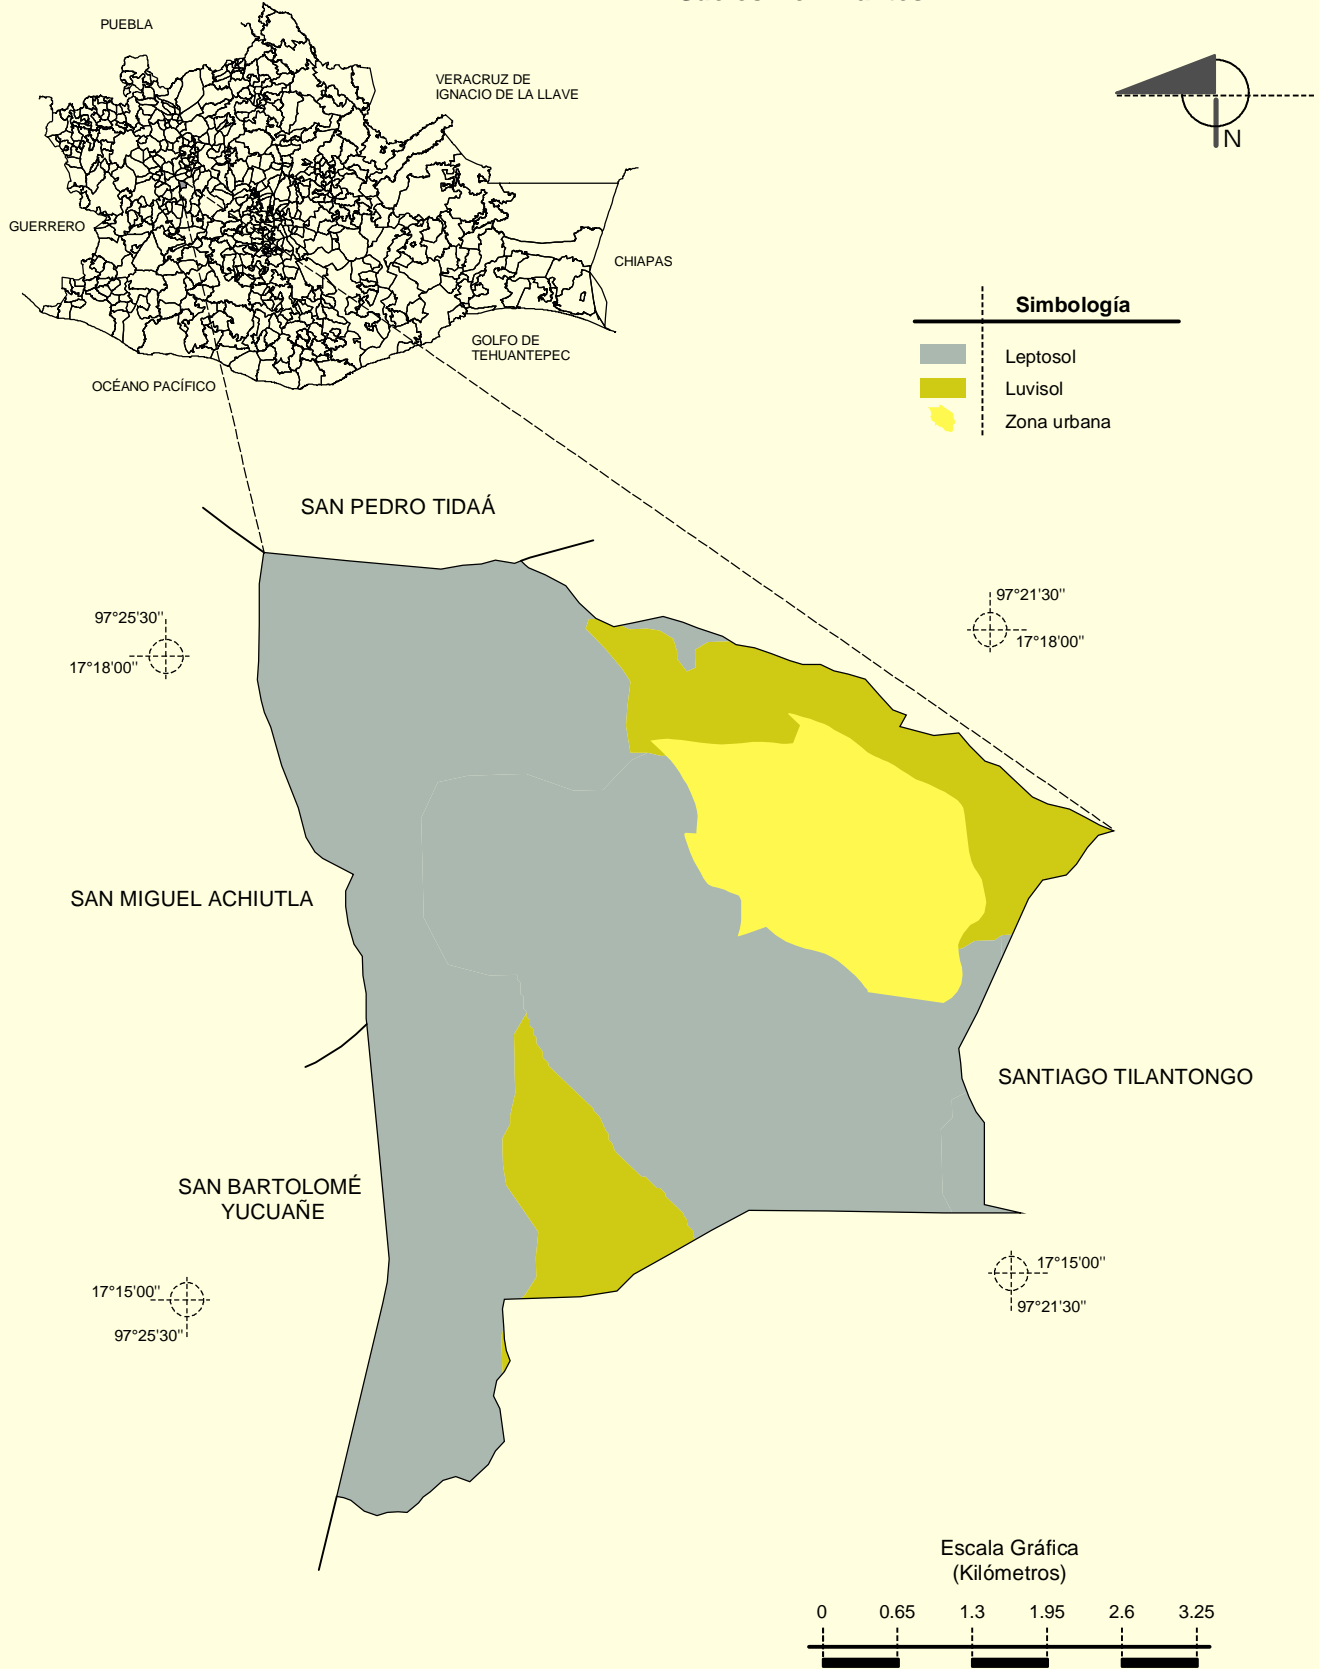 PUEBLA
VERACRUZ DE
IGNACIO DE LA LLAVE
N
GUERRERO
CHIAPAS
GOLFO DE
TEHUANTEPEC
OCÉANO PACÍFICO
Simbología
Leptosol
Luvisol
Zona urbana
SAN PEDRO TIDAÁ
97°25'30''
17°18'00''
97°21'30''
17°18'00''
SAN MIGUEL ACHIUTLA
SANTIAGO TILANTONGO
SAN BARTOLOMÉ
YUCUAÑE
17°15'00''
97°25'30''
17°15'00''
97°21'30''
Escala Gráfica
(Kilómetros)
0 0.65 1.3 1.95 2.6 3.25